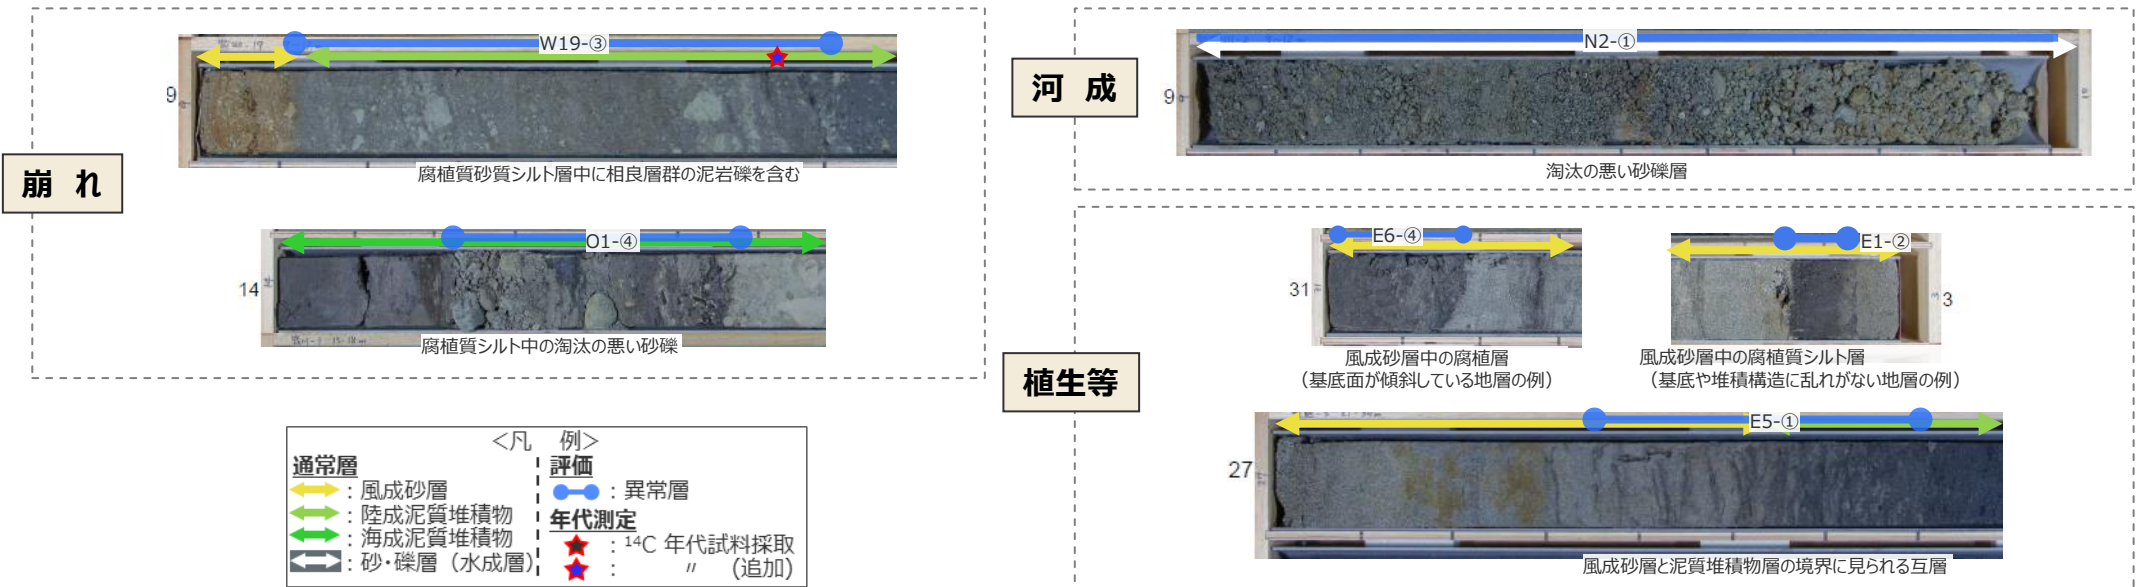 崩 れ
W19-③
9
腐植質砂質シルト層中に相良層群の泥岩礫を含む
O1-④
14
腐植質シルト中の淘汰の悪い砂礫
<凡 例>
通常層
：風成砂層
：陸成泥質堆積物
：海成泥質堆積物
：砂・礫層（水成層）
評価
：異常層
年代測定
：¹⁴C 年代試料採取
： 〃 (追加)
河 成
N2-①
9
淘汰の悪い砂礫層
植生等
E6-④
31
風成砂層中の腐植層
（基底面が傾斜している地層の例）
E1-②
3
風成砂層中の腐植質シルト層
（基底や堆積構造に乱れがない地層の例）
E5-①
27
風成砂層と泥質堆積物層の境界に見られる互層